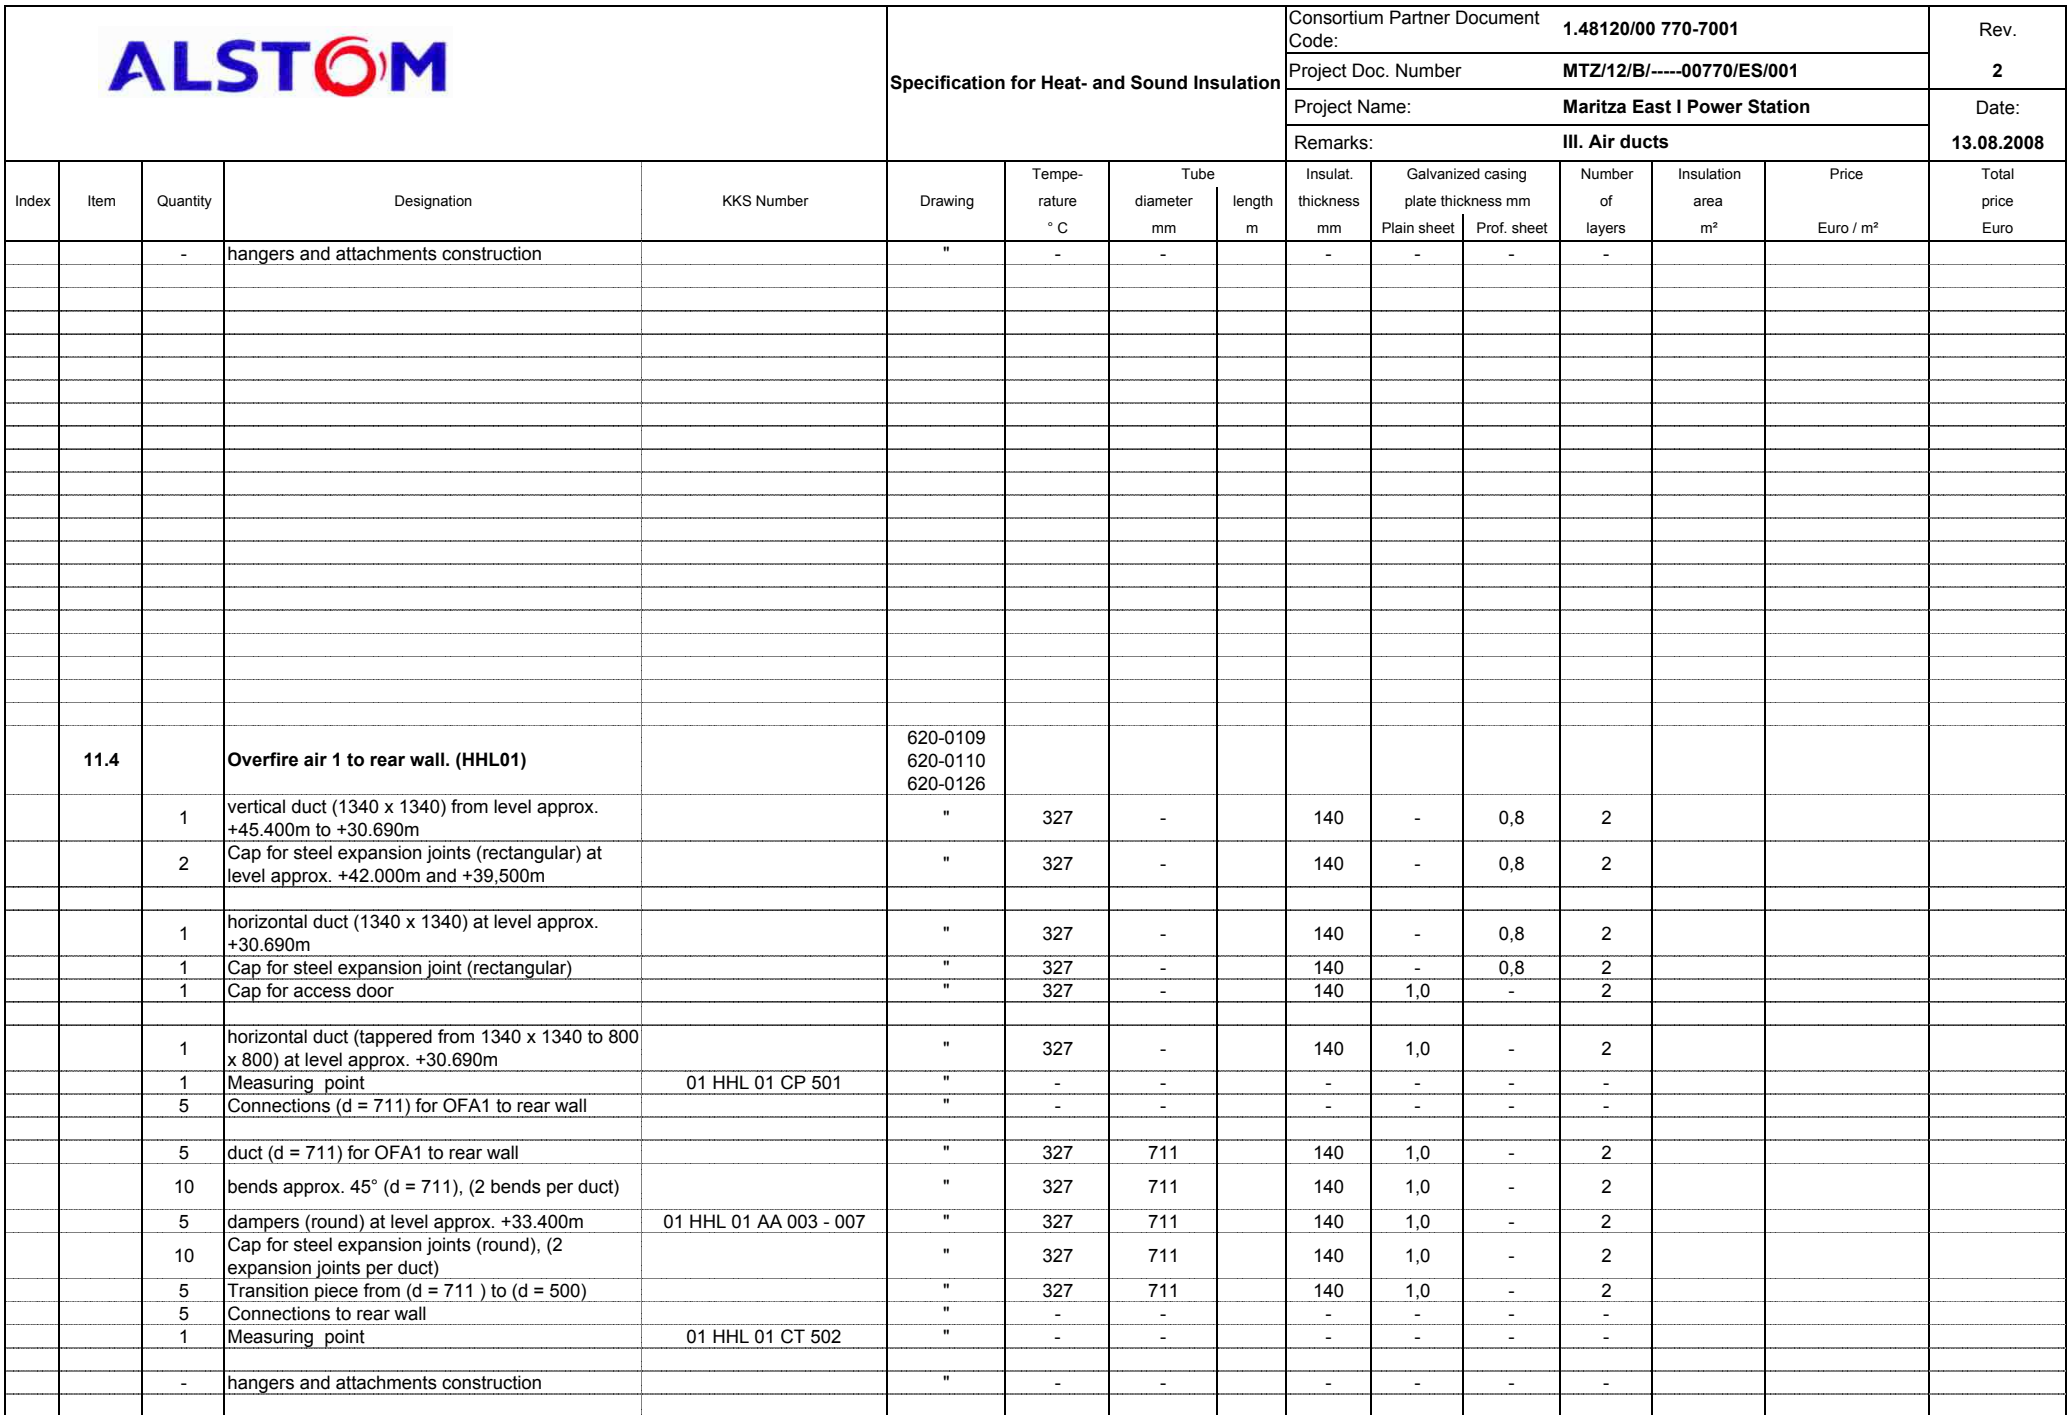 ALSTOM
Specification for Heat- and Sound Insulation
Consortium Partner Document Code: 1.48120/00 770-7001
Rev.
Project Doc. Number MTZ/12/B/-----00770/ES/001
2
Project Name: Maritza East I Power Station
Date:
Remarks: III. Air ducts
13.08.2008
Index Item Quantity Designation KKS Number Drawing Tempe-rature ° C Tube diameter mm length m Insulat. thickness mm Galvanized casing plate thickness mm Plain sheet Prof. sheet Number of layers Insulation area m² Price Euro / m² Total price Euro
- hangers and attachments construction " - - - - - -
11.4 Overfire air 1 to rear wall. (HHL01) 620-0109
620-0110
620-0126
1 vertical duct (1340 x 1340) from level approx. +45.400m to +30.690m " 327 - 140 - 0,8 2
2 Cap for steel expansion joints (rectangular) at level approx. +42.000m and +39,500m " 327 - 140 - 0,8 2
1 horizontal duct (1340 x 1340) at level approx. +30.690m " 327 - 140 - 0,8 2
1 Cap for steel expansion joint (rectangular) " 327 - 140 - 0,8 2
1 Cap for access door " 327 - 140 1,0 - 2
1 horizontal duct (tappered from 1340 x 1340 to 800 x 800) at level approx. +30.690m " 327 - 140 1,0 - 2
1 Measuring point 01 HHL 01 CP 501 " - - - - - -
5 Connections (d = 711) for OFA1 to rear wall " - - - - - -
5 duct (d = 711) for OFA1 to rear wall " 327 711 140 1,0 - 2
10 bends approx. 45° (d = 711), (2 bends per duct) " 327 711 140 1,0 - 2
5 dampers (round) at level approx. +33.400m 01 HHL 01 AA 003 - 007 " 327 711 140 1,0 - 2
10 Cap for steel expansion joints (round), (2 expansion joints per duct) " 327 711 140 1,0 - 2
5 Transition piece from (d = 711 ) to (d = 500) " 327 711 140 1,0 - 2
5 Connections to rear wall " - - - - - -
1 Measuring point 01 HHL 01 CT 502 " - - - - - -
- hangers and attachments construction " - - - - - -